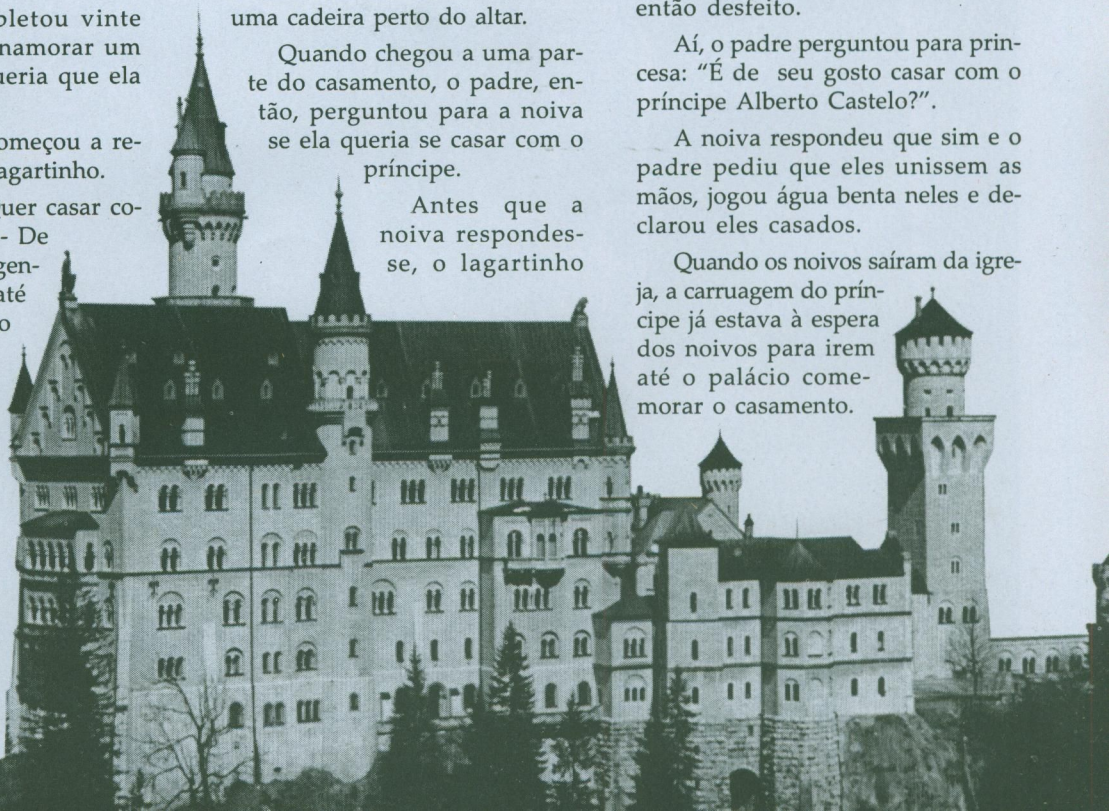 pletou vinte
namorar um
ueria que ela
omeçou a re-
agartinho.
uer casar co-
- De
gen-
até
o
uma cadeira perto do altar.
Quando chegou a uma par-
te do casamento, o padre, en-
tão, perguntou para a noiva
se ela queria se casar com o
príncipe.
Antes que a
noiva respondes-
se, o lagartinho
então desfeito.
Aí, o padre perguntou para prin-
cesa: “É de seu gosto casar com o
príncipe Alberto Castelo?”.
A noiva respondeu que sim e o
padre pediu que eles unissem as
mãos, jogou água benta neles e de-
clarou eles casados.
Quando os noivos saíram da igre-
ja, a carruagem do prín-
cipe já estava à espera
dos noivos para irem
até o palácio come-
morar o casamento.